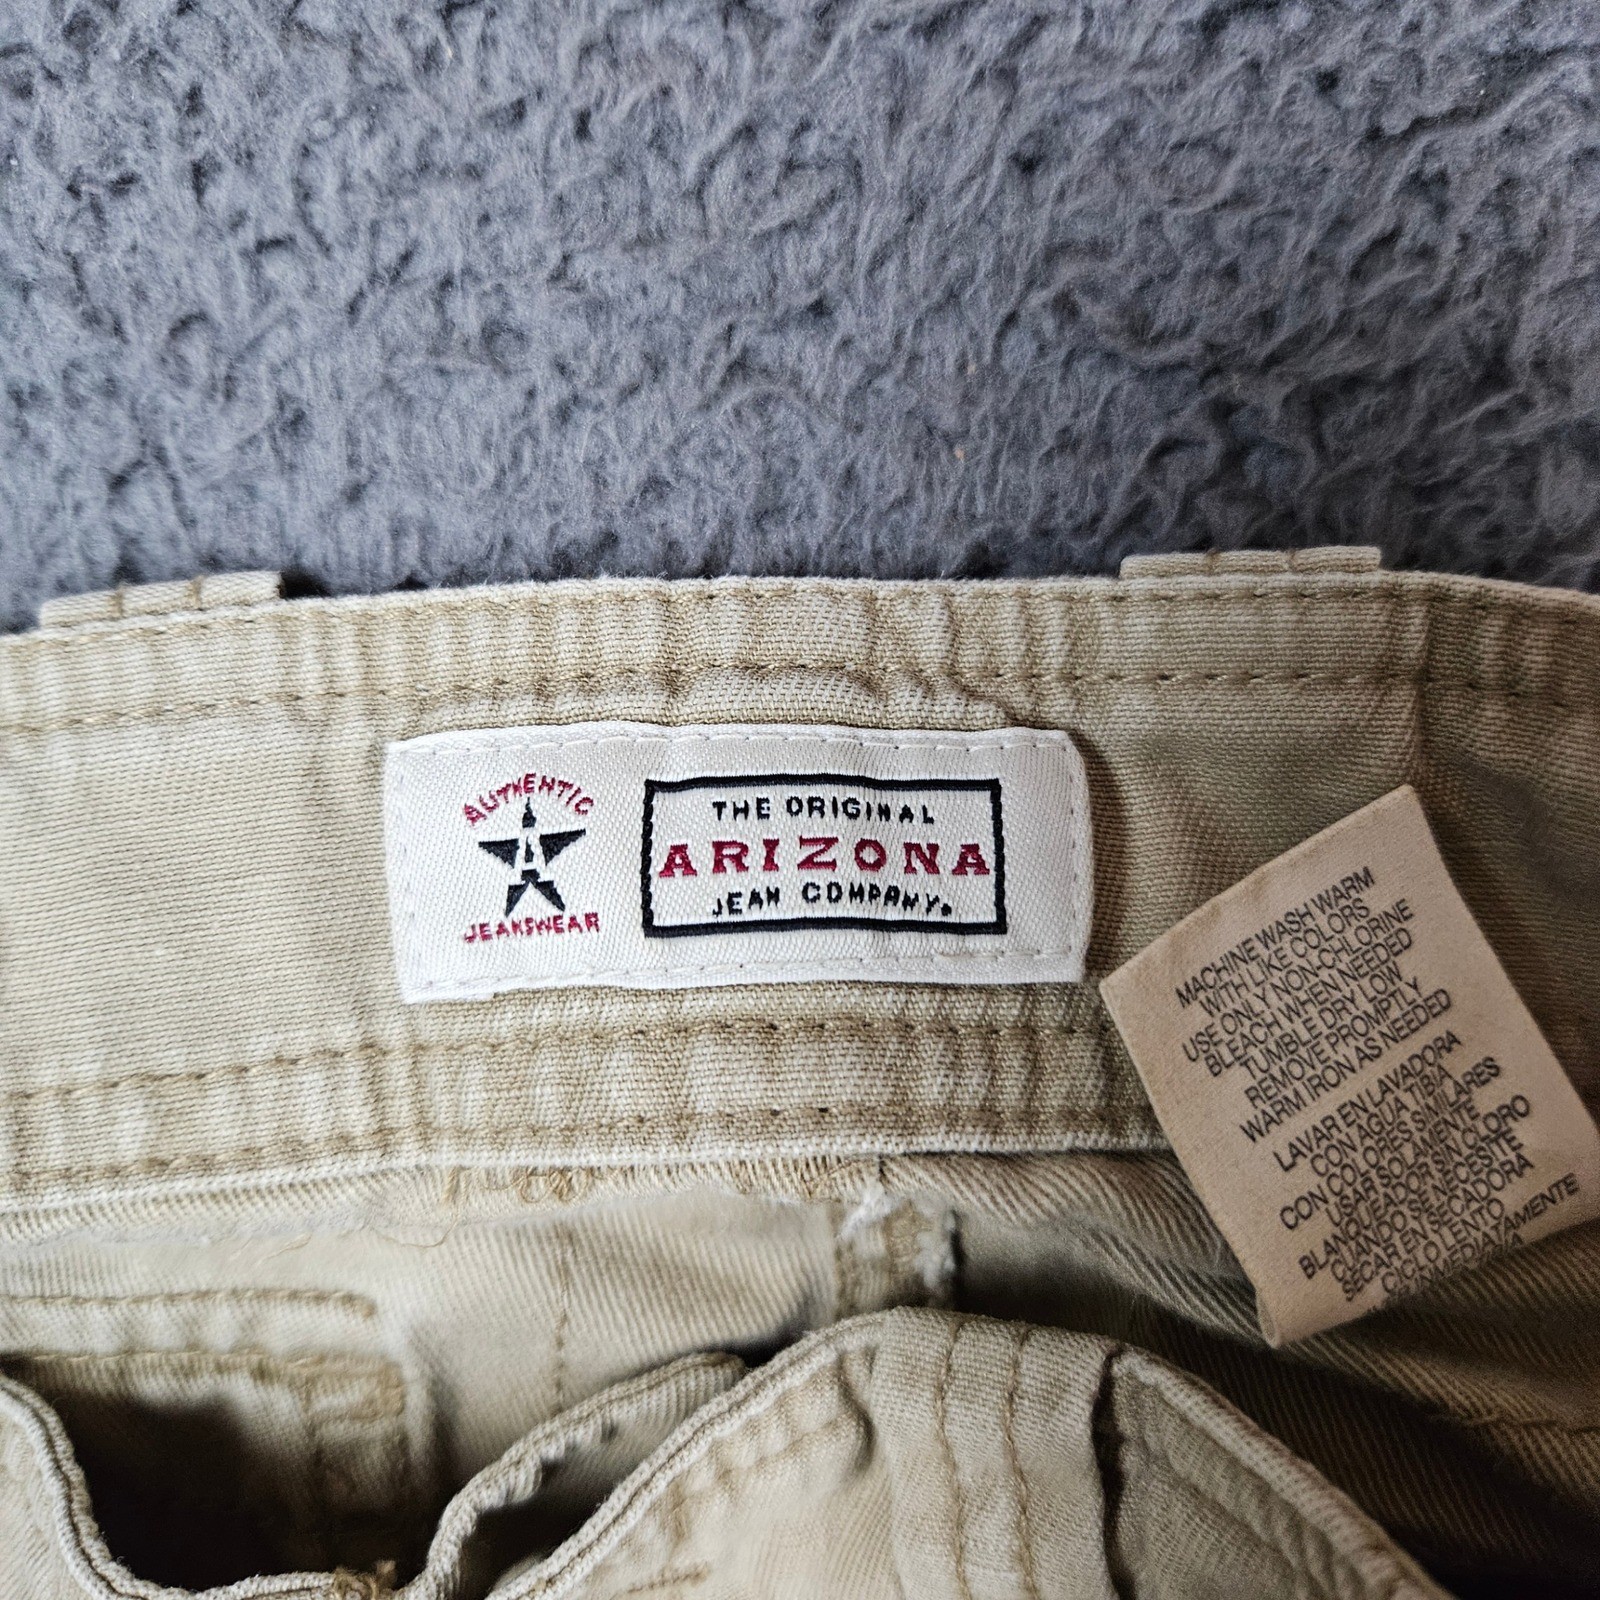 AUTHENTIC
A
JEANSWEAR
THE ORIGINAL
ARIZONA
JEAN COMPANY.
MACHINE WASH WARM
WITH LIKE COLORS
USE ONLY NON-CHLORINE
BLEACH WHEN NEEDED
TUMBLE DRY LOW
REMOVE PROMPTLY
WARM IRON AS NEEDED
LAVAR EN LAVADORA
CON AGUA TIBIA
CON COLORES SIMILARES
USAR SOLAMENTE
BLANQUEADOR SIN CLORO
CUANDO SE NECESITE
SECAR EN SECADORA
CICLO LENTO